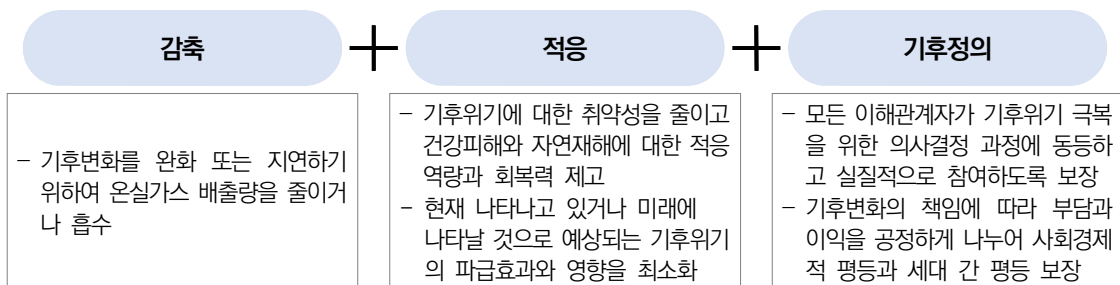 감축
기후변화를 완화 또는 지연하기
위하여 온실가스 배출량을 줄이거
나 흡수
적응
기후위기에 대한 취약성을 줄이고
건강피해와 자연재해에 대한 적응
역량과 회복력 제고
현재 나타나고 있거나 미래에
나타날 것으로 예상되는 기후위기
의 파급효과와 영향을 최소화
기후정의
모든 이해관계자가 기후위기 극복
을 위한 의사결정 과정에 동등하
고 실질적으로 참여하도록 보장
기후변화의 책임에 따라 부담과
이익을 공정하게 나누어 사회경제
적 평등과 세대 간 평등 보장